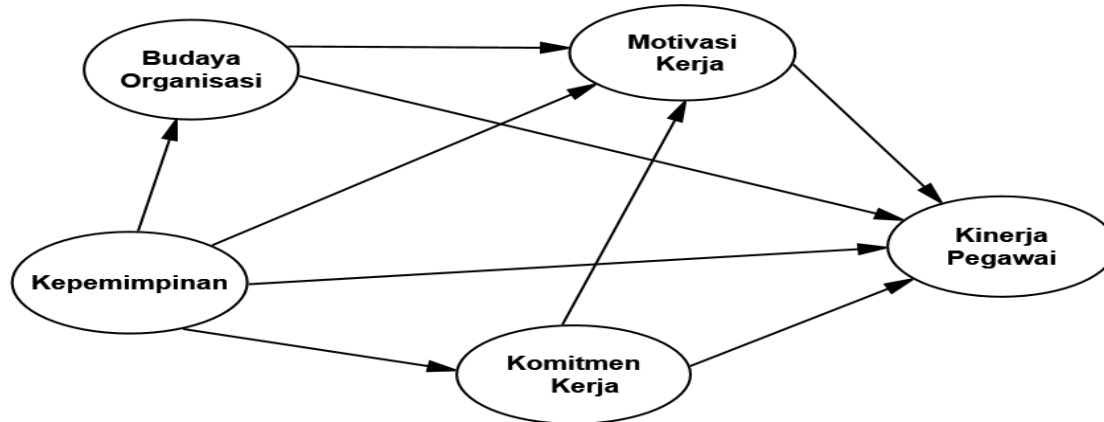 Budaya
Organisasi
Motivasi
Kerja
Kepemimpinan
Kinerja
Pegawai
Komitmen
Kerja